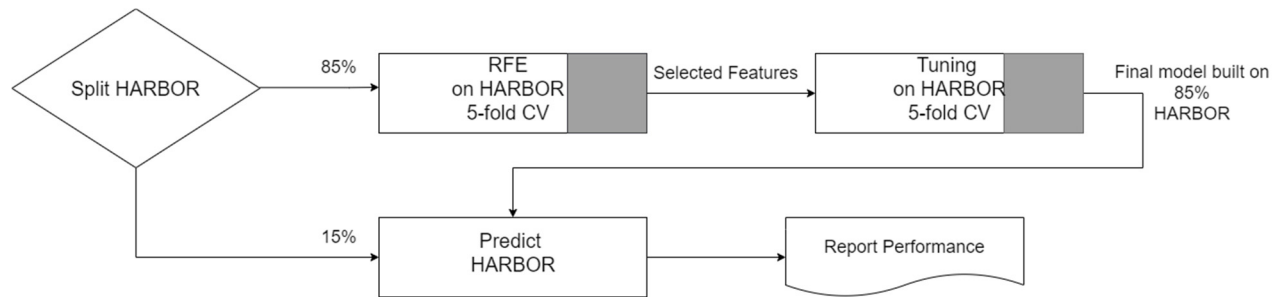 Split HARBOR
85%
RFE
on HARBOR
5-fold CV
Selected Features
Tuning
on HARBOR
5-fold CV
Final model built on
85%
HARBOR
15%
Predict
HARBOR
Report Performance